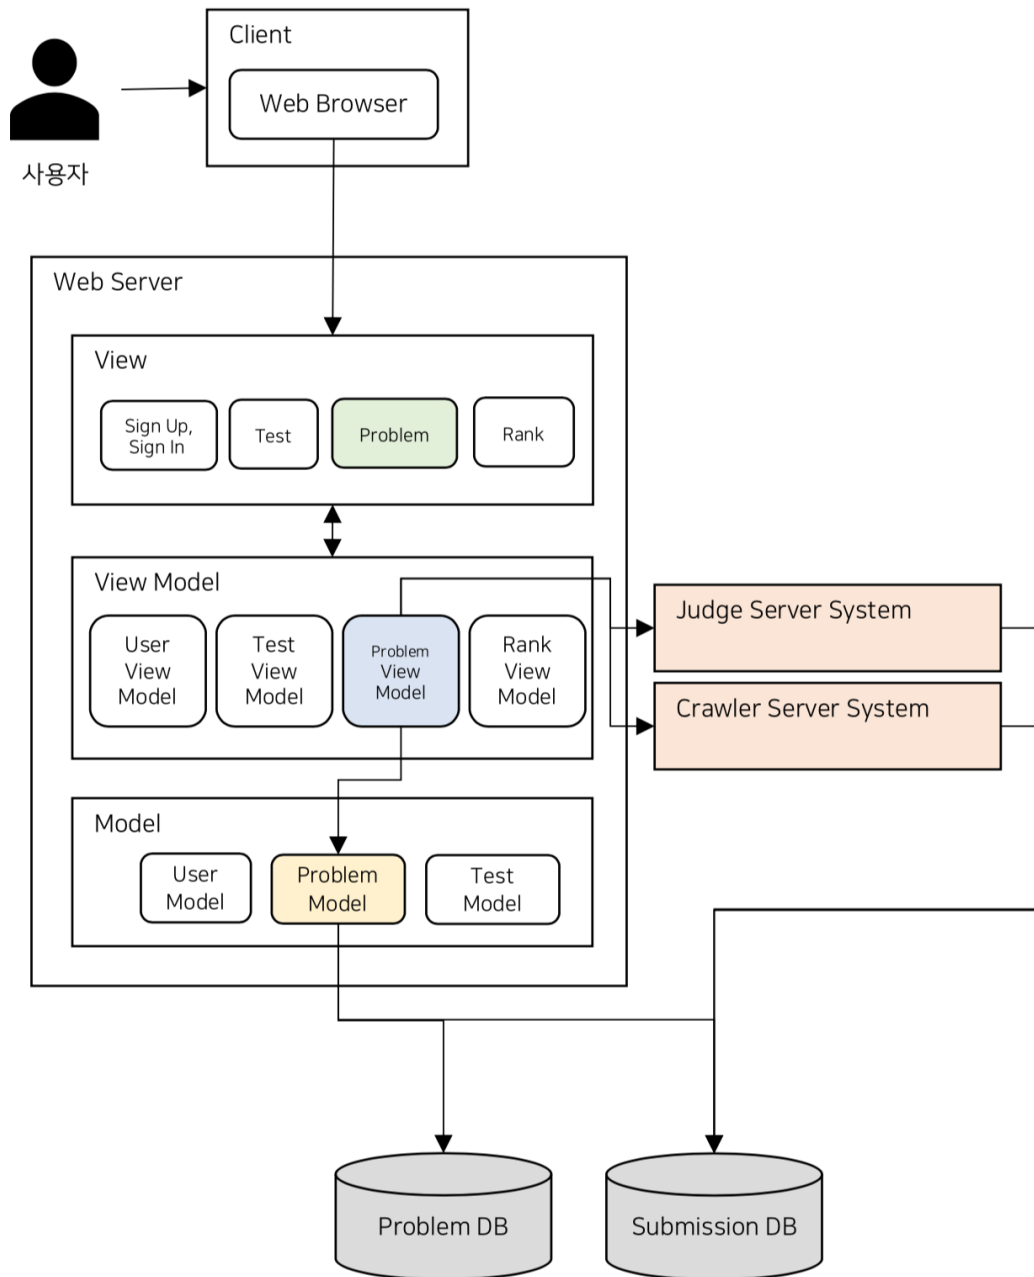 Client
Web Browser
사용자
Web Server
View
Sign Up,
Sign In
Test
Problem
Rank
View Model
User
View
Model
Test
View
Model
Problem
View
Model
Rank
View
Model
Judge Server System
Crawler Server System
Model
User
Model
Problem
Model
Test
Model
Problem DB
Submission DB